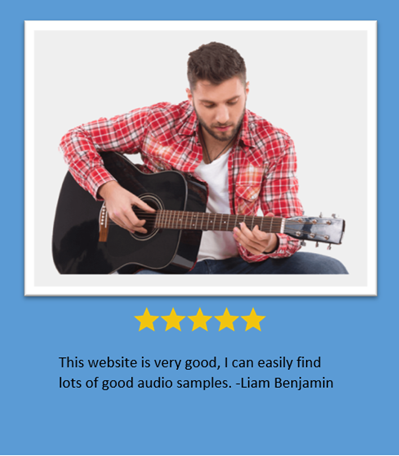 This website is very good, I can easily find
lots of good audio samples. -Liam Benjamin